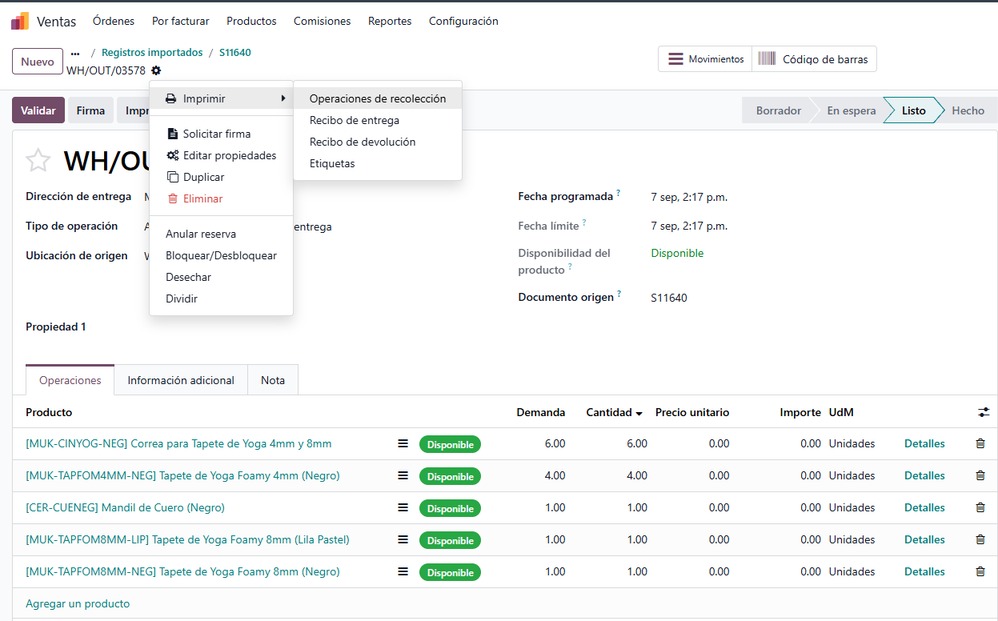 Ventas Órdenes Por facturar Productos Comisiones Reportes Configuración
Nuevo ... / Registros importados / S11640
WH/OUT/03578
Movimientos Código de barras
Validar Firma Impr
Borrador En espera Listo Hecho
Imprimir
Solicitar firma
Editar propiedades
Duplicar
Eliminar
Anular reserva
Bloquear/Desbloquear
Desechar
Dividir
Operaciones de recolección
Recibo de entrega
Recibo de devolución
Etiquetas
WH/OU
Dirección de entrega
Tipo de operación entrega
Ubicación de origen
Propiedad 1
Fecha programada ? 7 sep, 2:17 p.m.
Fecha límite ? 7 sep, 2:17 p.m.
Disponibilidad del
producto ? Disponible
Documento origen ? S11640
Operaciones Información adicional Nota
Producto Demanda Cantidad Precio unitario Importe UdM
[MUK-CINYOG-NEG] Correa para Tapete de Yoga 4mm y 8mm Disponible 6.00 6.00 0.00 0.00 Unidades Detalles
[MUK-TAPFOM4MM-NEG] Tapete de Yoga Foamy 4mm (Negro) Disponible 4.00 4.00 0.00 0.00 Unidades Detalles
[CER-CUENEG] Mandil de Cuero (Negro) Disponible 1.00 1.00 0.00 0.00 Unidades Detalles
[MUK-TAPFOM8MM-LIP] Tapete de Yoga Foamy 8mm (Lila Pastel) Disponible 1.00 1.00 0.00 0.00 Unidades Detalles
[MUK-TAPFOM8MM-NEG] Tapete de Yoga Foamy 8mm (Negro) Disponible 1.00 1.00 0.00 0.00 Unidades Detalles
Agregar un producto